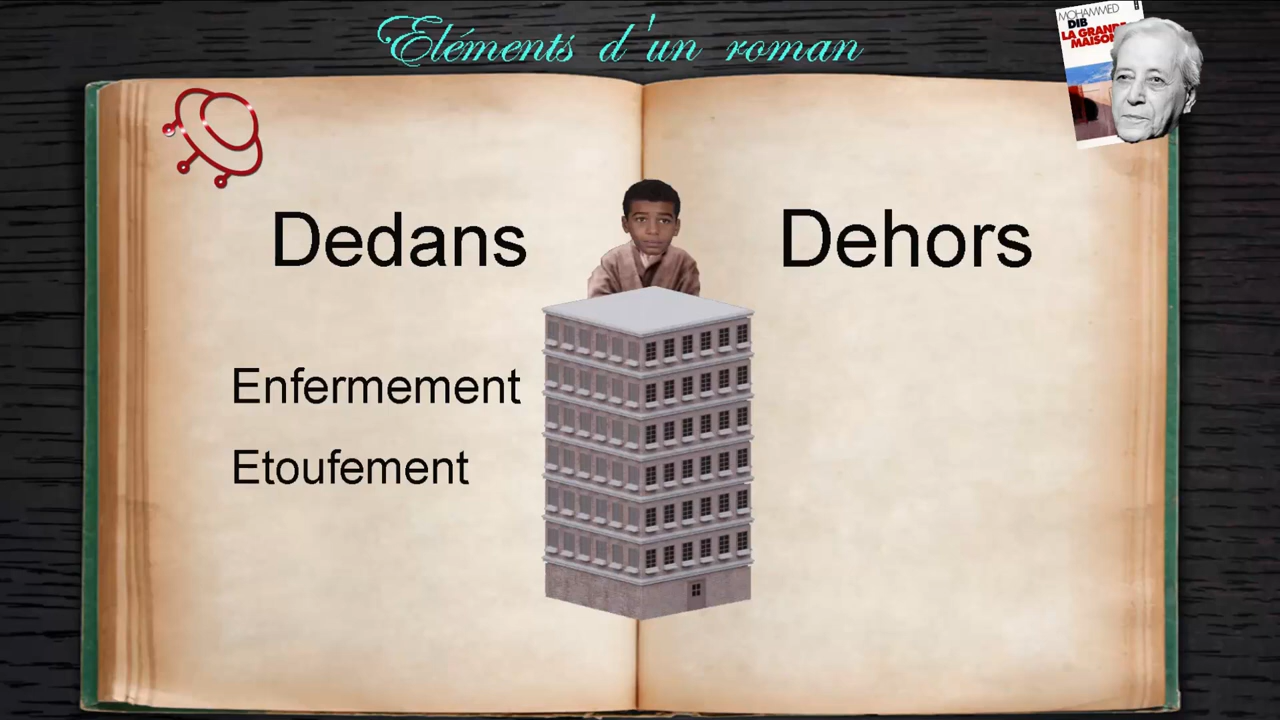 Eléments d'un roman
MOHAMMED
DIB
LA GRANDE
MAISON
Dedans
Dehors
Enfermement
Etoufement